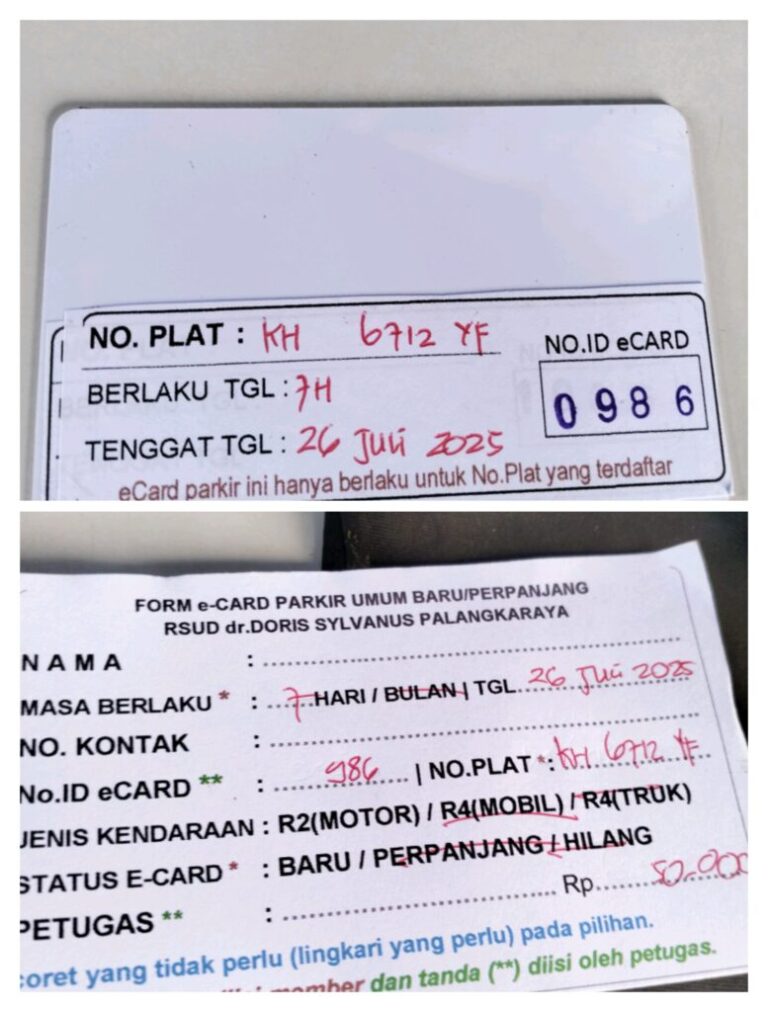 NO. PLAT : KH 6712 YF
NO.ID eCARD
BERLAKU TGL : 7H
0986
TENGGAT TGL : 26 Juli 2025
eCard parkir ini hanya berlaku untuk No.Plat yang terdaftar
FORM e-CARD PARKIR UMUM BARU/PERPANJANG
RSUD dr.DORIS SYLVANUS PALANGKARAYA
NAMA :
MASA BERLAKU * : 7 HARI / BULAN | TGL 26 Juli 2025
NO. KONTAK :
No.ID eCARD ** : 986 | NO.PLAT * : KH 6712 YF
JENIS KENDARAAN : R2(MOTOR) / R4(MOBIL) / R4(TRUK)
STATUS E-CARD * : BARU / PERPANJANG / HILANG
PETUGAS ** : Rp. 50.000
coret yang tidak perlu (lingkari yang perlu) pada pilihan.
member dan tanda (**) diisi oleh petugas.